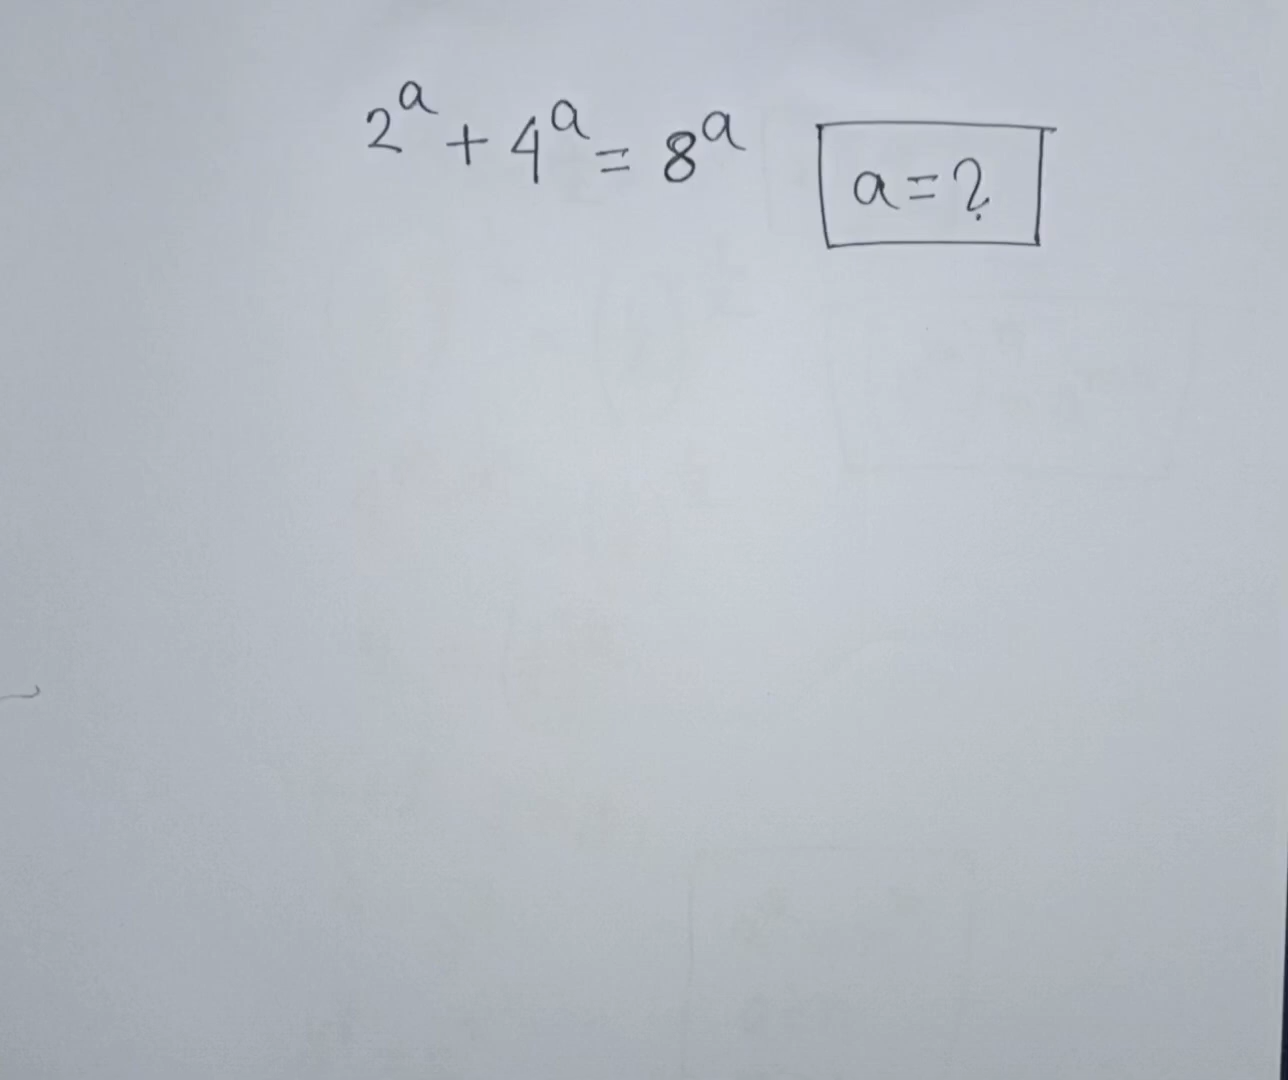 2^a + 4^a = 8^a a = ?